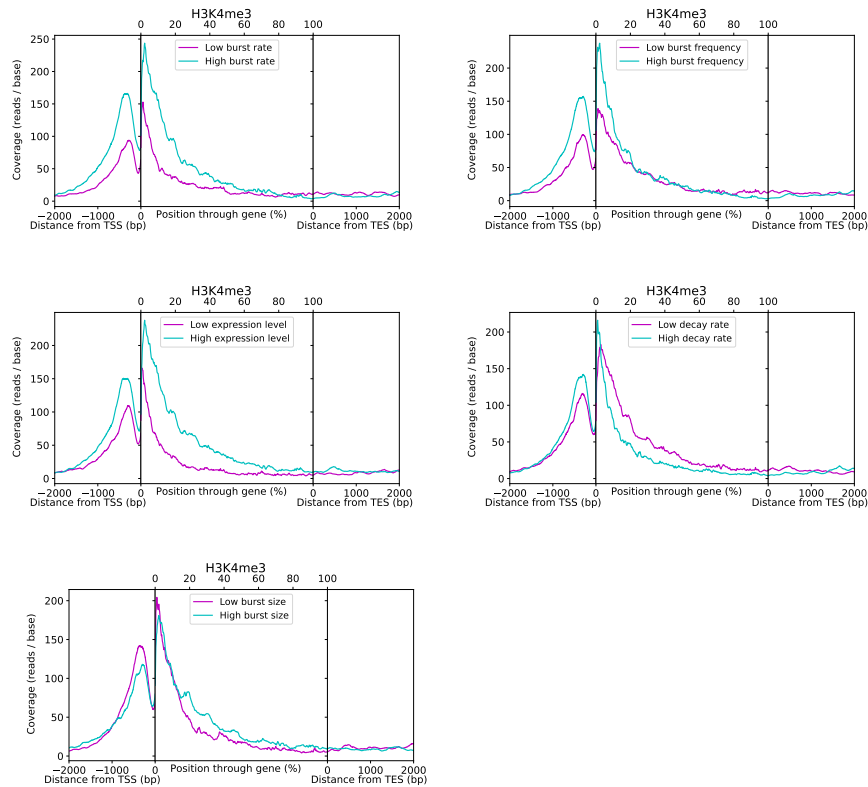 H3K4me3
0 20 40 60 80 100
Low burst rate
High burst rate
Coverage (reads / base)
250
200
150
100
50
0
−2000 −1000 0 0 1000 2000
Position through gene (%)
Distance from TSS (bp) Distance from TES (bp)
H3K4me3
0 20 40 60 80 100
Low burst frequency
High burst frequency
Coverage (reads / base)
200
150
100
50
0
−2000 −1000 0 0 1000 2000
Position through gene (%)
Distance from TSS (bp) Distance from TES (bp)
H3K4me3
0 20 40 60 80 100
Low expression level
High expression level
Coverage (reads / base)
200
150
100
50
0
−2000 −1000 0 0 1000 2000
Position through gene (%)
Distance from TSS (bp) Distance from TES (bp)
H3K4me3
0 20 40 60 80 100
Low decay rate
High decay rate
Coverage (reads / base)
200
150
100
50
0
−2000 −1000 0 0 1000 2000
Position through gene (%)
Distance from TSS (bp) Distance from TES (bp)
H3K4me3
0 20 40 60 80 100
Low burst size
High burst size
Coverage (reads / base)
200
150
100
50
0
−2000 −1000 0 0 1000 2000
Position through gene (%)
Distance from TSS (bp) Distance from TES (bp)